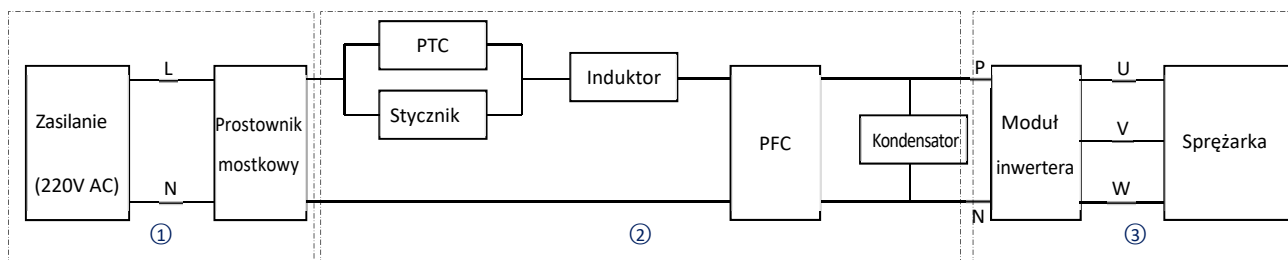 Zasilanie
(220V AC)
L
N
Prostownik
mostkowy
PTC
Stycznik
Induktor
PFC
Kondensator
P
N
Moduł
inwertera
U
V
W
Sprężarka
①
②
③